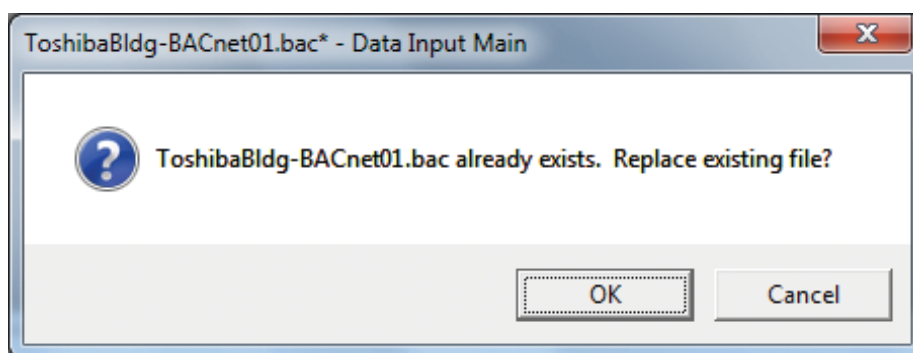 ToshibaBldg-BACnet01.bac* - Data Input Main
ToshibaBldg-BACnet01.bac already exists. Replace existing file?
OK
Cancel